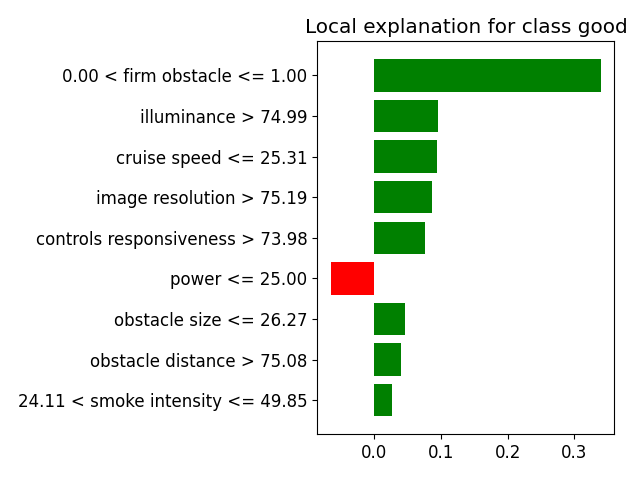 Local explanation for class good
0.00 < firm obstacle <= 1.00
illuminance > 74.99
cruise speed <= 25.31
image resolution > 75.19
controls responsiveness > 73.98
power <= 25.00
obstacle size <= 26.27
obstacle distance > 75.08
24.11 < smoke intensity <= 49.85
0.0 0.1 0.2 0.3